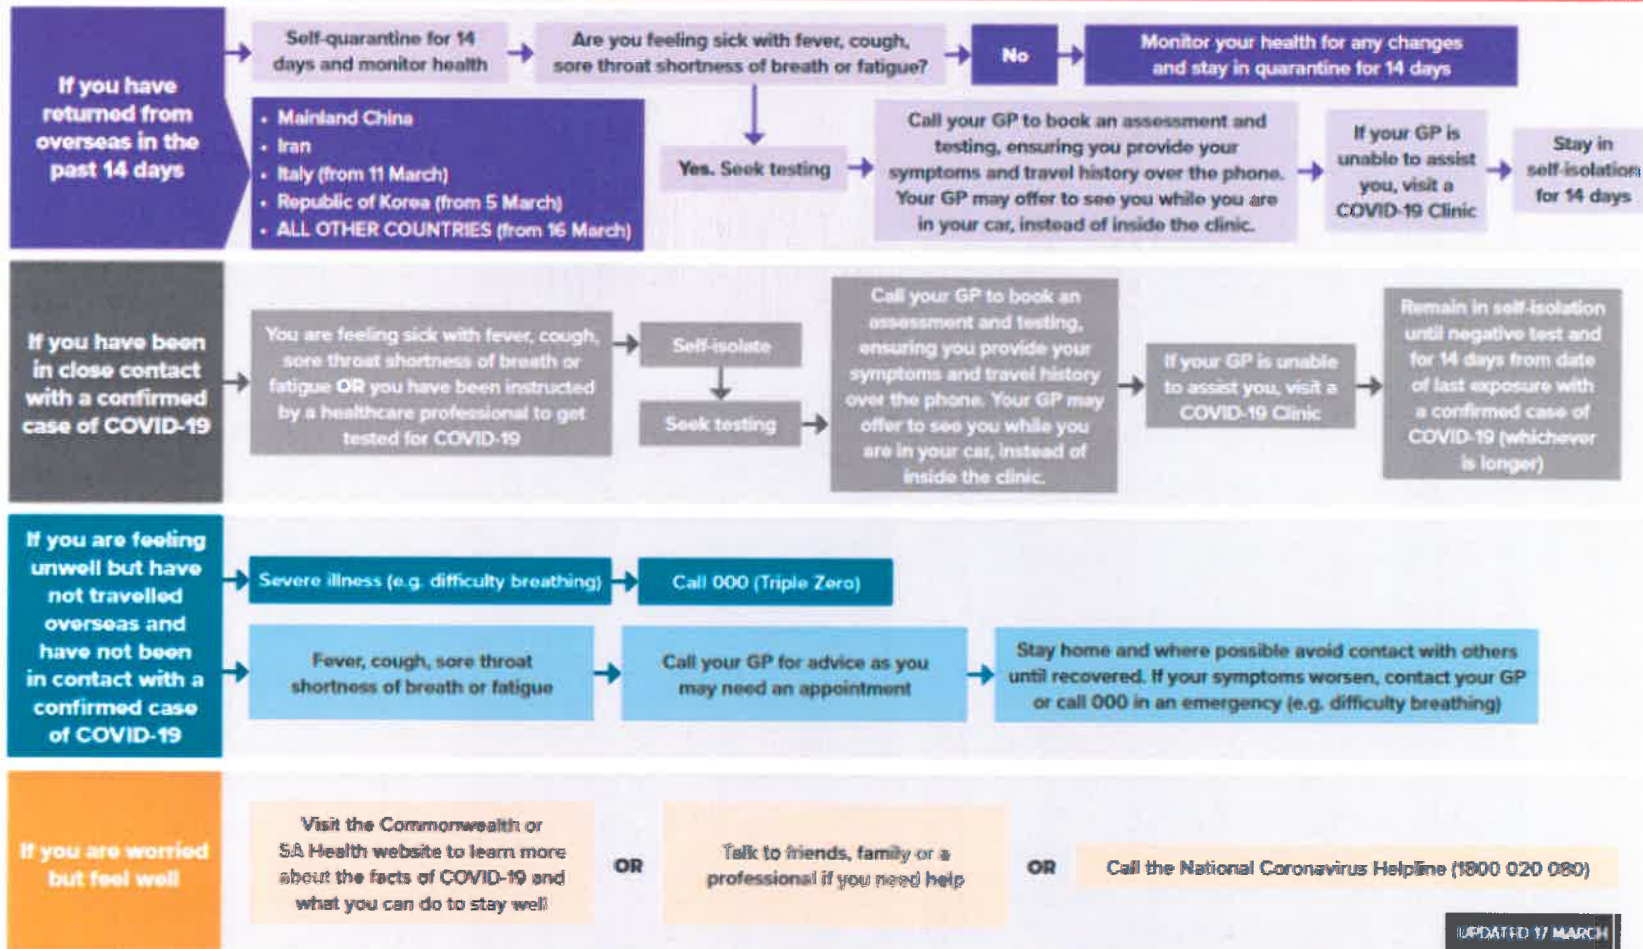 If you have
returned from
overseas in the
past 14 days
Self-quarantine for 14
days and monitor health
Are you feeling sick with fever, cough,
sore throat shortness of breath or fatigue?
No
Monitor your health for any changes
and stay in quarantine for 14 days
• Mainland China
• Iran
• Italy (from 11 March)
• Republic of Korea (from 5 March)
• ALL OTHER COUNTRIES (from 16 March)
Yes. Seek testing
Call your GP to book an assessment and
testing, ensuring you provide your
symptoms and travel history over the phone.
Your GP may offer to see you while you are
in your car, instead of inside the clinic.
If your GP is
unable to assist
you, visit a
COVID-19 Clinic
Stay in
self-isolation
for 14 days
If you have been
in close contact
with a confirmed
case of COVID-19
You are feeling sick with fever, cough,
sore throat shortness of breath or
fatigue OR you have been instructed
by a healthcare professional to get
tested for COVID-19
Self-isolate
Seek testing
Call your GP to book an
assessment and testing,
ensuring you provide your
symptoms and travel history
over the phone. Your GP may
offer to see you while you
are in your car, instead of
inside the clinic.
If your GP is unable
to assist you, visit a
COVID-19 Clinic
Remain in self-isolation
until negative test and
for 14 days from date
of last exposure with
a confirmed case of
COVID-19 (whichever
is longer)
If you are feeling
unwell but have
not travelled
overseas and
have not been
in contact with a
confirmed case
of COVID-19
Severe illness (e.g. difficulty breathing)
Call 000 (Triple Zero)
Fever, cough, sore throat
shortness of breath or fatigue
Call your GP for advice as you
may need an appointment
Stay home and where possible avoid contact with others
until recovered. If your symptoms worsen, contact your GP
or call 000 in an emergency (e.g. difficulty breathing)
If you are worried
but feel well
Visit the Commonwealth or
SA Health website to learn more
about the facts of COVID-19 and
what you can do to stay well
OR
Talk to friends, family or a
professional if you need help
OR
Call the National Coronavirus Helpline (1800 020 080)
UPDATED 17 MARCH